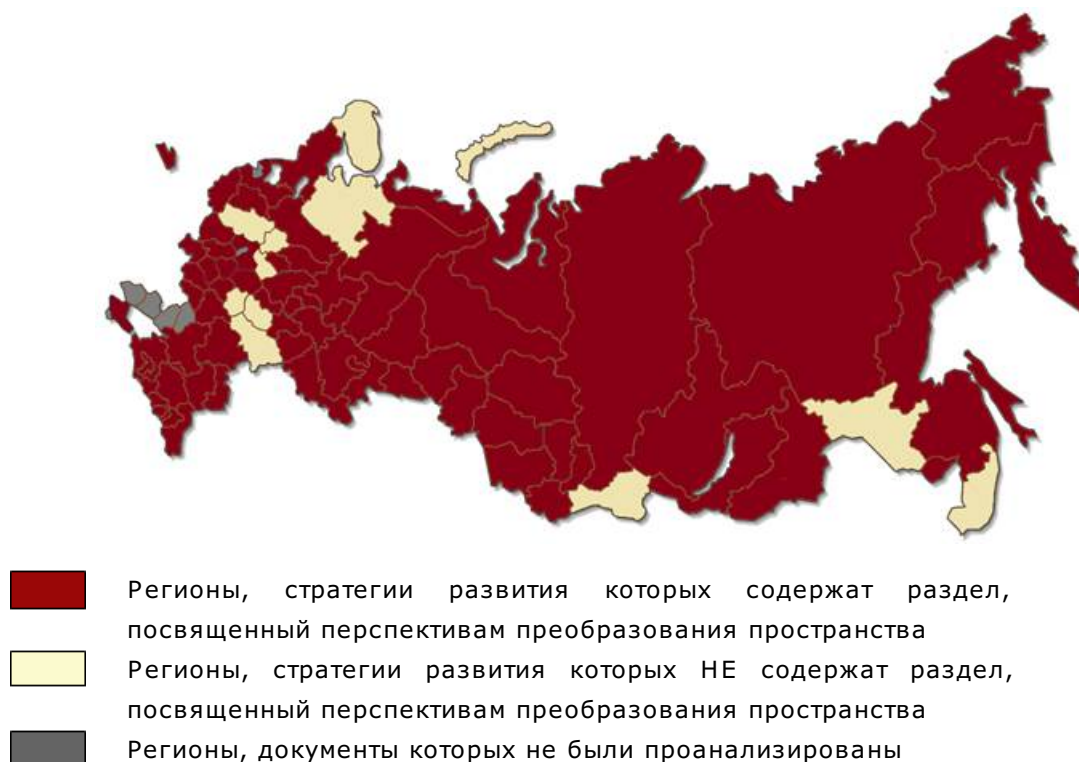 Регионы, стратегии развития которых содержат раздел,
посвященный перспективам преобразования пространства
Регионы, стратегии развития которых НЕ содержат раздел,
посвященный перспективам преобразования пространства
Регионы, документы которых не были проанализированы